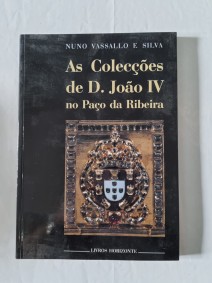 NUNO VASSALLO E SILVA
As Colecções
de D. João IV
no Paço da Ribeira
LIVROS HORIZONTE